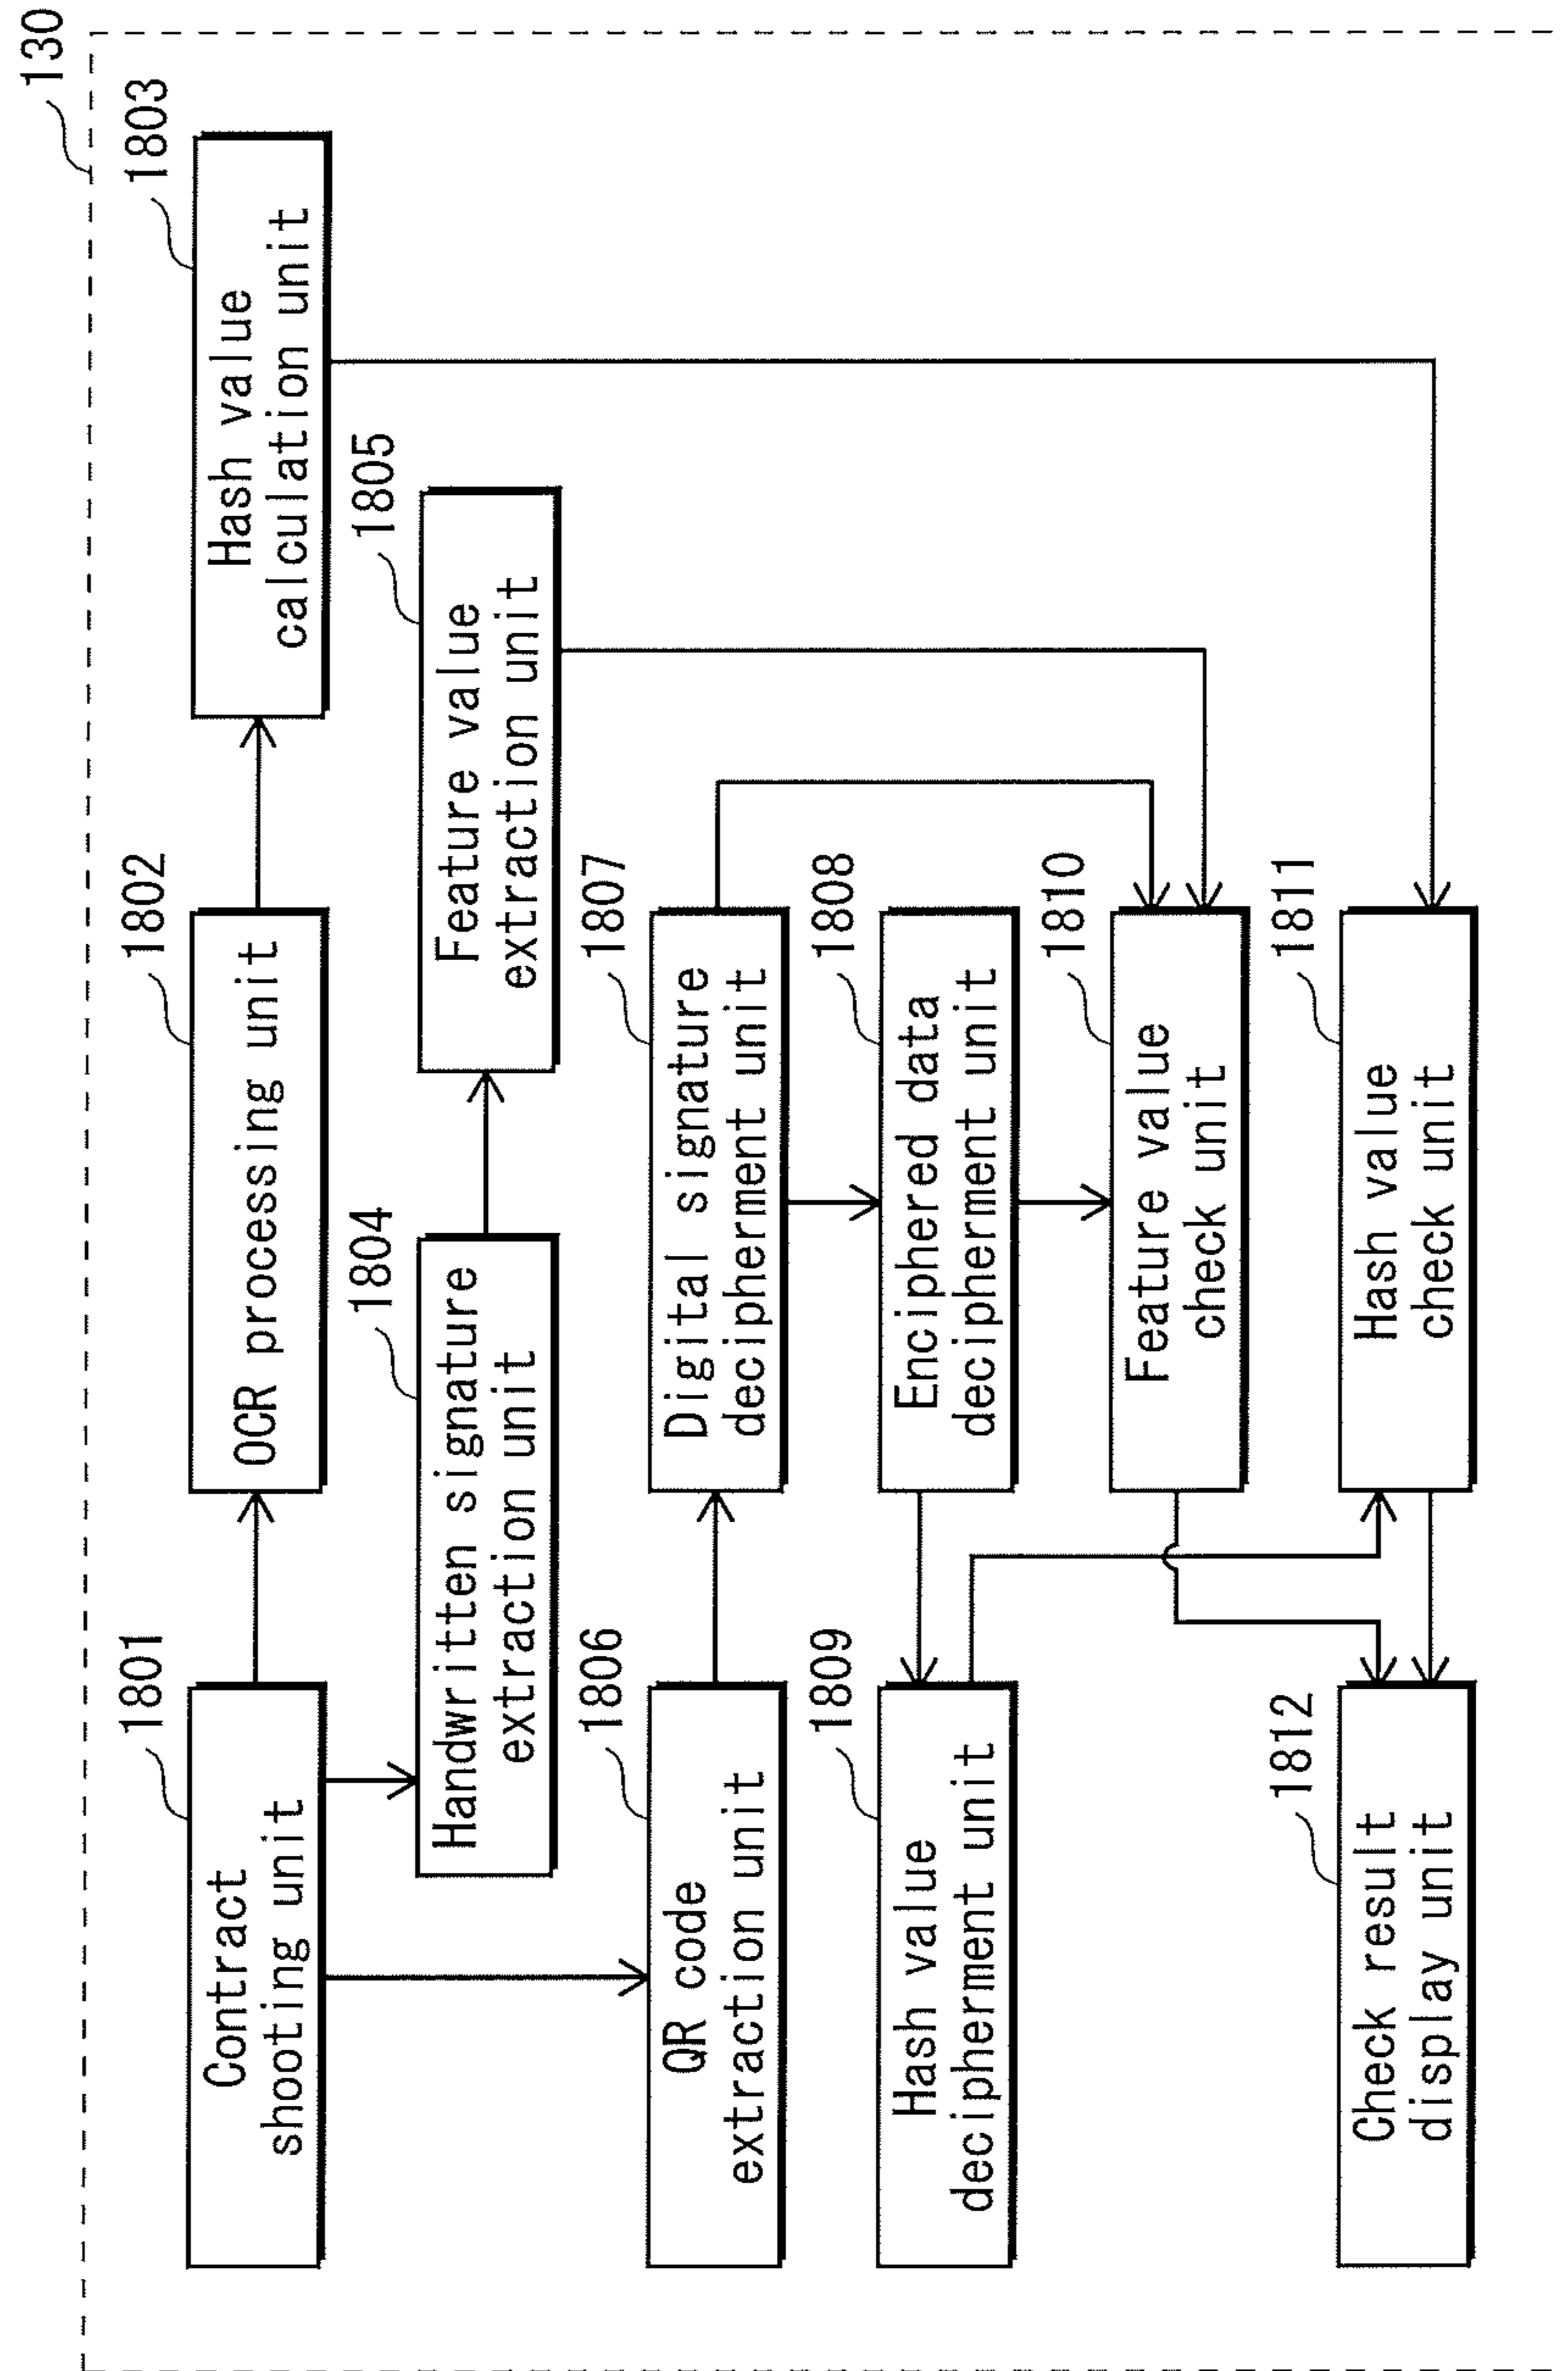 130
1801
Contract
shooting unit
1802
OCR processing unit
1803
Hash value
calculation unit
1804
Handwritten signature
extraction unit
1805
Feature value
extraction unit
1806
QR code
extraction unit
1807
Digital signature
decipherment unit
1808
Enciphered data
decipherment unit
1809
Hash value
decipherment unit
1810
Feature value
check unit
1811
Hash value
check unit
1812
Check result
display unit